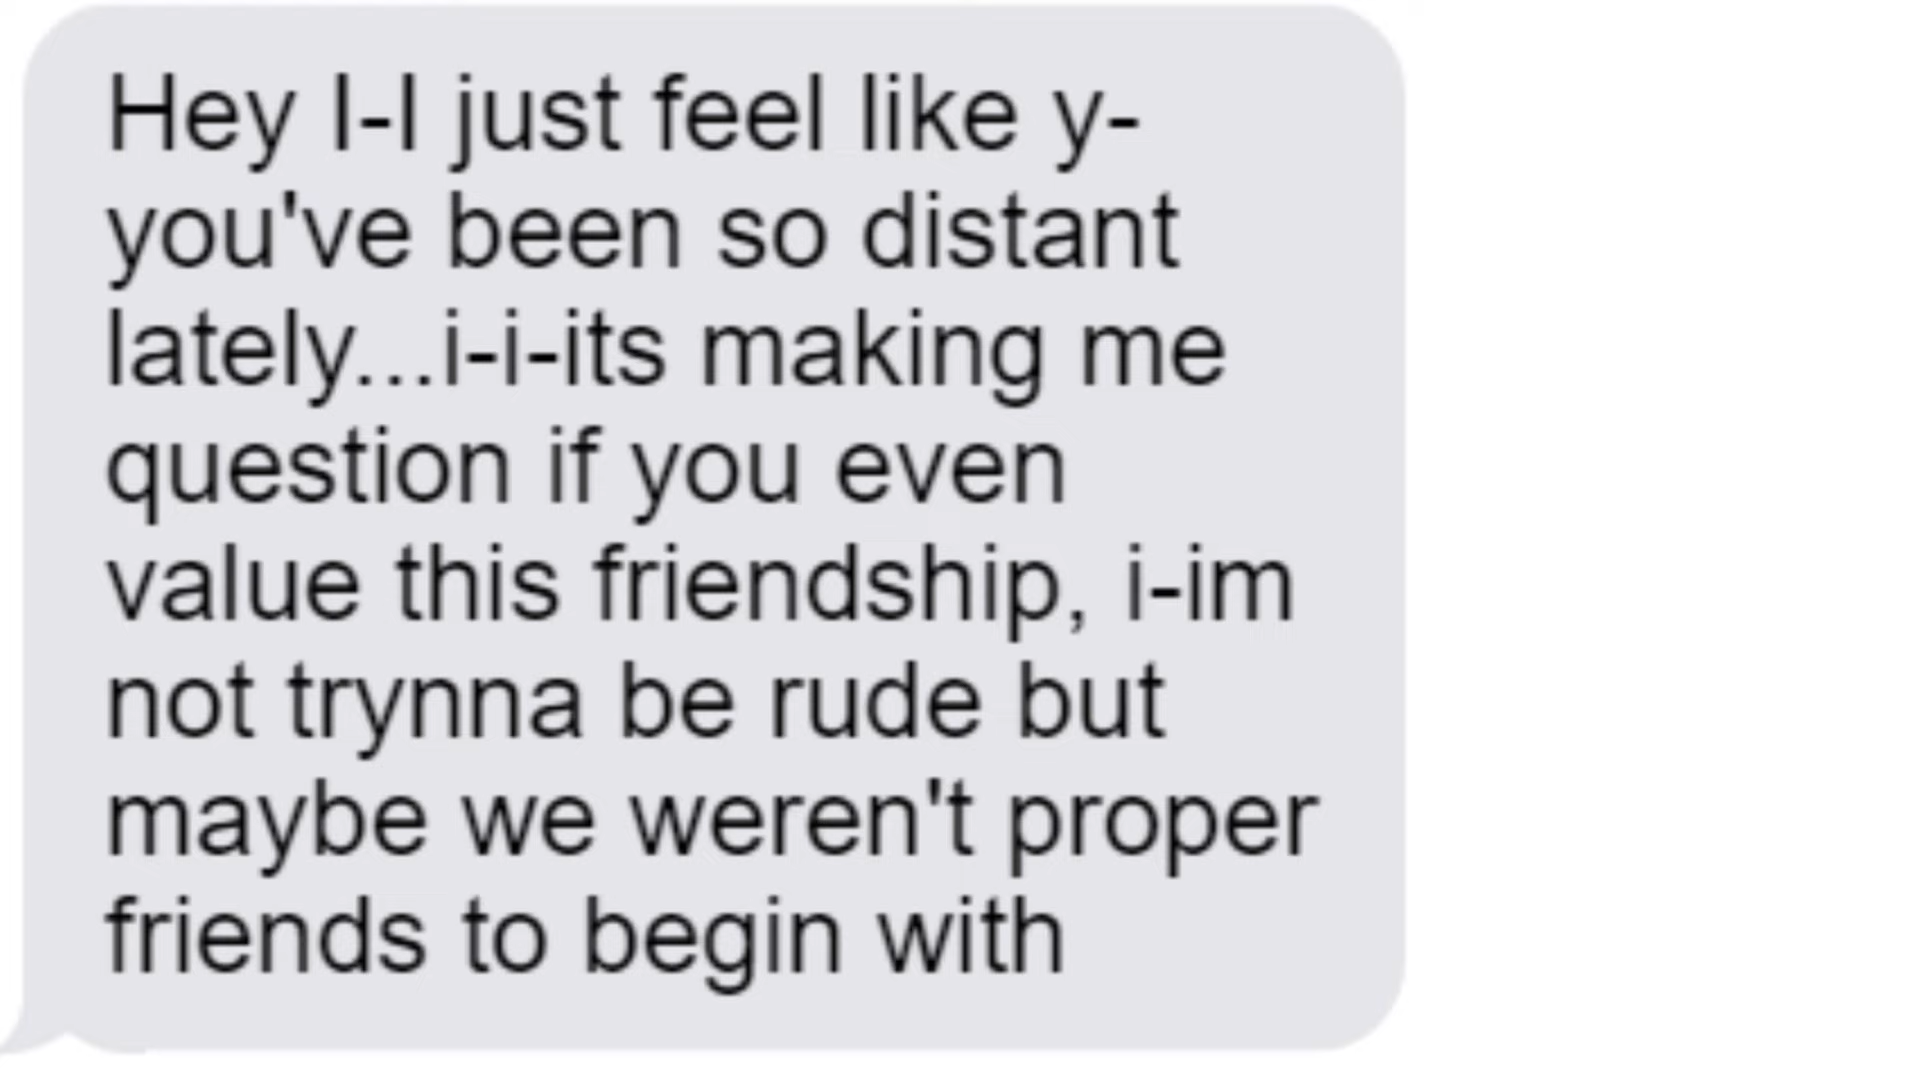 Hey I-I just feel like y-
you've been so distant
lately...i-i-its making me
question if you even
value this friendship, i-im
not trynna be rude but
maybe we weren't proper
friends to begin with